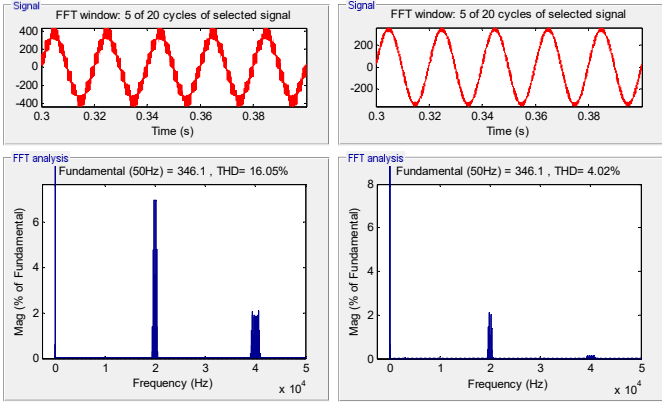 Signal
FFT window: 5 of 20 cycles of selected signal
400
200
0
-200
-400
0.3 0.32 0.34 0.36 0.38
Time (s)
FFT analysis
Fundamental (50Hz) = 346.1 , THD= 16.05%
Mag (% of Fundamental)
6
4
2
0
0 1 2 3 4 5
Frequency (Hz)
x 10^4
Signal
FFT window: 5 of 20 cycles of selected signal
200
0
-200
0.3 0.32 0.34 0.36 0.38
Time (s)
FFT analysis
Fundamental (50Hz) = 346.1 , THD= 4.02%
Mag (% of Fundamental)
8
6
4
2
0
0 1 2 3 4 5
Frequency (Hz)
x 10^4